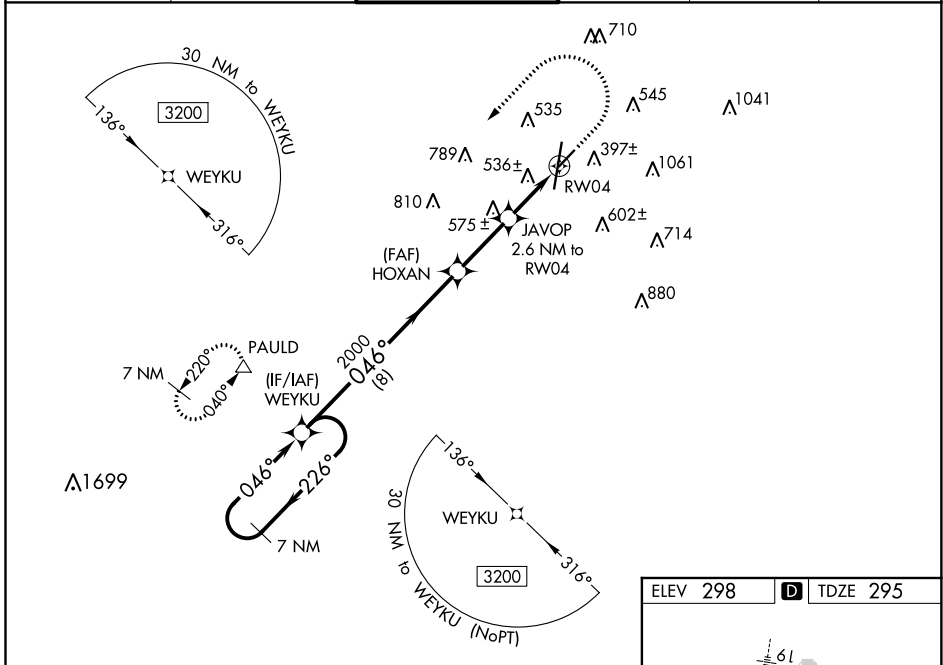 710
30 NM to WEYKU
3200
136°
WEYKU
316°
535
545
1041
789
536±
397±
1061
RW04
810
575 ±
JAVOP
2.6 NM to
RW04
602±
714
(FAF)
HOXAN
880
2000
046°
(8)
PAULD
7 NM
220°
040°
(IF/IAF)
WEYKU
1699
046°
226°
7 NM
136°
WEYKU
316°
3200
30 NM to WEYKU (NoPT)
ELEV 298 D TDZE 295
61